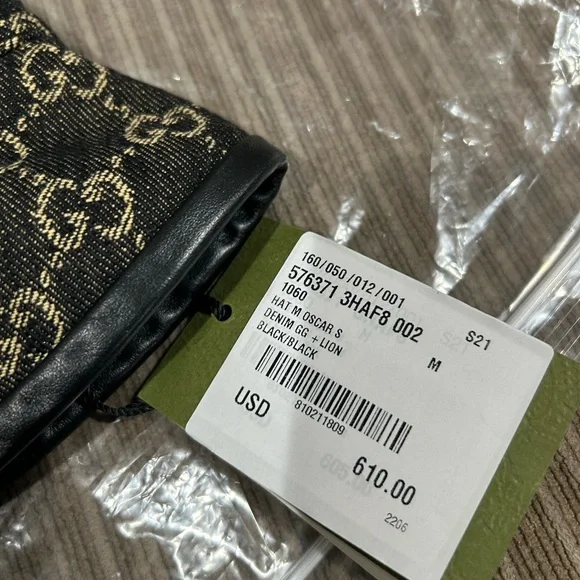 160/050/012/001
576371 3HAF8 002 S21
1060
HAT M OSCAR S M
DENIM GG + LION
BLACK/BLACK
810211809
USD 610.00
2206